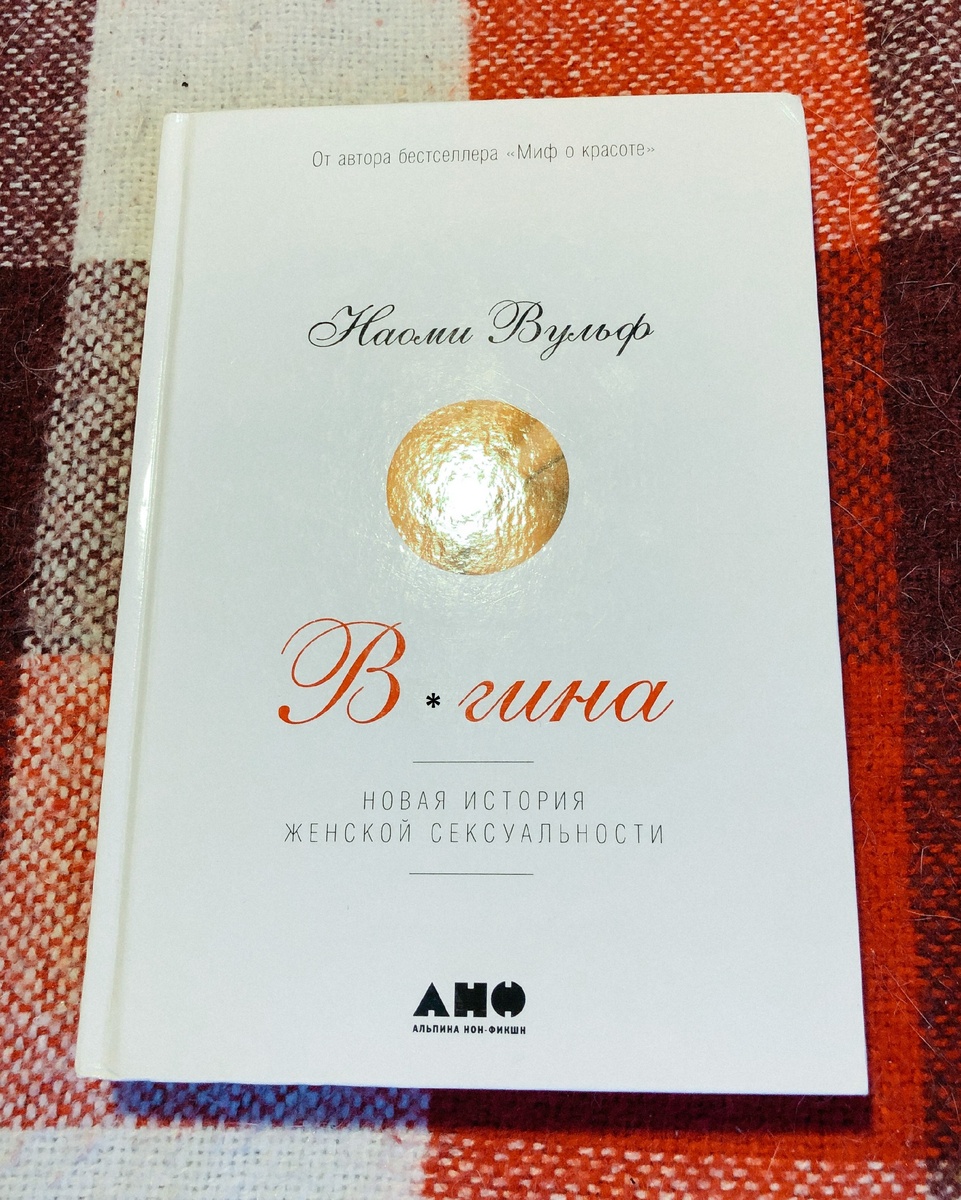 От автора бестселлера «Миф о красоте»
Наоми Вульф
В*гина
НОВАЯ ИСТОРИЯ
ЖЕНСКОЙ СЕКСУАЛЬНОСТИ
АНФ
АЛЬПИНА НОН-ФИКШН